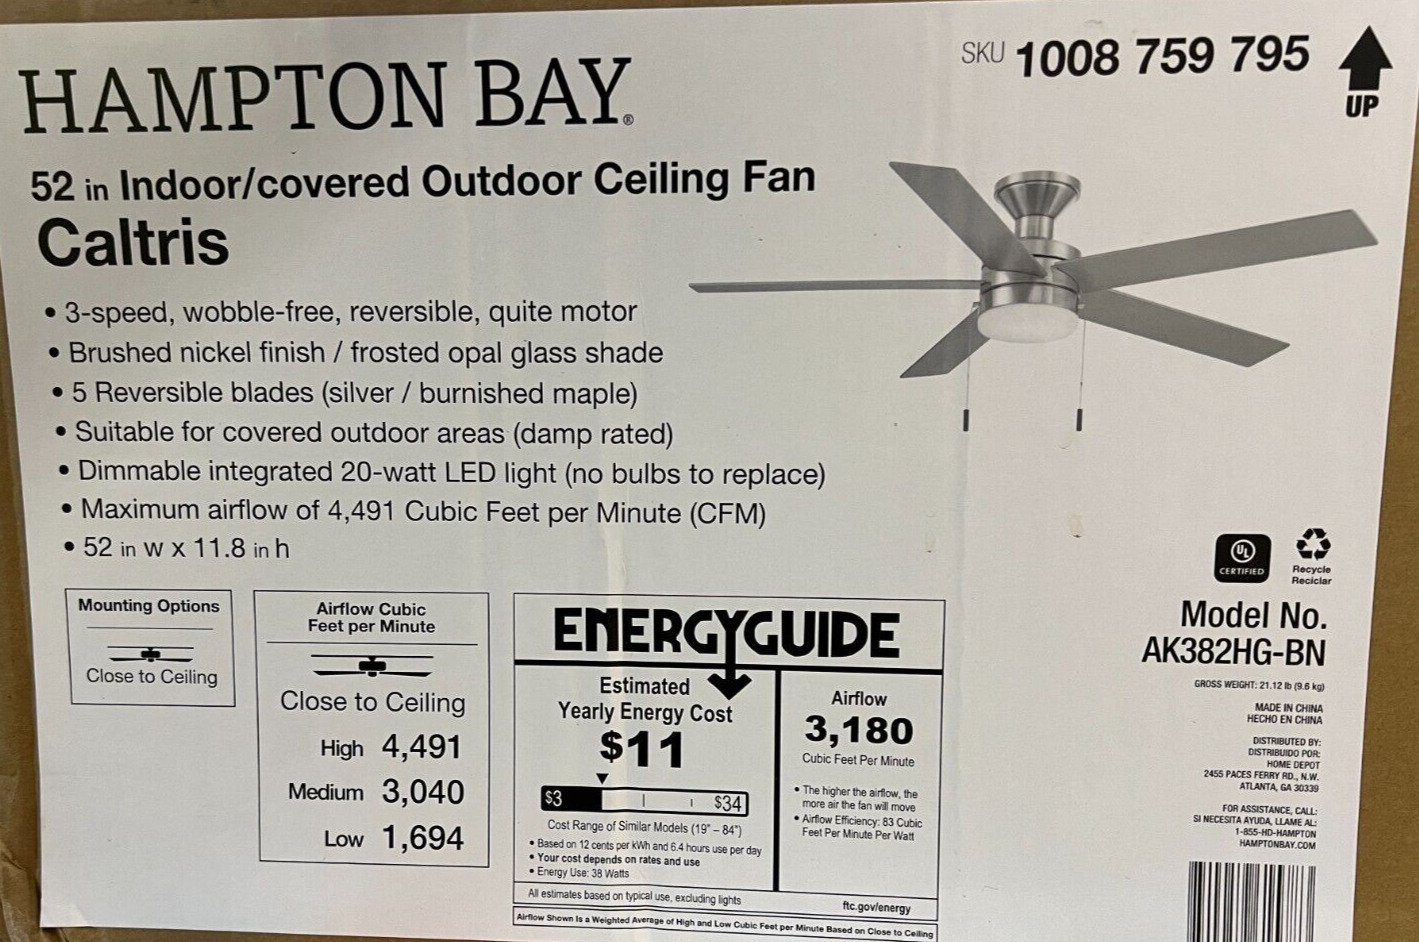 HAMPTON BAY®
SKU 1008 759 795
UP
52 in Indoor/covered Outdoor Ceiling Fan
Caltris
• 3-speed, wobble-free, reversible, quite motor
• Brushed nickel finish / frosted opal glass shade
• 5 Reversible blades (silver / burnished maple)
• Suitable for covered outdoor areas (damp rated)
• Dimmable integrated 20-watt LED light (no bulbs to replace)
• Maximum airflow of 4,491 Cubic Feet per Minute (CFM)
• 52 in w x 11.8 in h
Mounting Options
Close to Ceiling
Airflow Cubic
Feet per Minute
Close to Ceiling
High 4,491
Medium 3,040
Low 1,694
ENERGYGUIDE
Estimated
Yearly Energy Cost
$11
$3 $34
Cost Range of Similar Models (19" – 84")
• Based on 12 cents per kWh and 6.4 hours use per day
• Your cost depends on rates and use
• Energy Use: 38 Watts
Airflow
3,180
Cubic Feet Per Minute
• The higher the airflow, the
more air the fan will move
• Airflow Efficiency: 83 Cubic
Feet Per Minute Per Watt
All estimates based on typical use, excluding lights
ftc.gov/energy
Airflow Shown Is a Weighted Average of High and Low Cubic Feet per Minute Based on Close to Ceiling
UL
CERTIFIED
Recycle
Reciclar
Model No.
AK382HG-BN
GROSS WEIGHT: 21.12 lb (9.6 kg)
MADE IN CHINA
HECHO EN CHINA
DISTRIBUTED BY:
DISTRIBUIDO POR:
HOME DEPOT
2455 PACES FERRY RD., N.W.
ATLANTA, GA 30339
FOR ASSISTANCE, CALL:
SI NECESITA AYUDA, LLAME AL:
1-855-HD-HAMPTON
HAMPTONBAY.COM